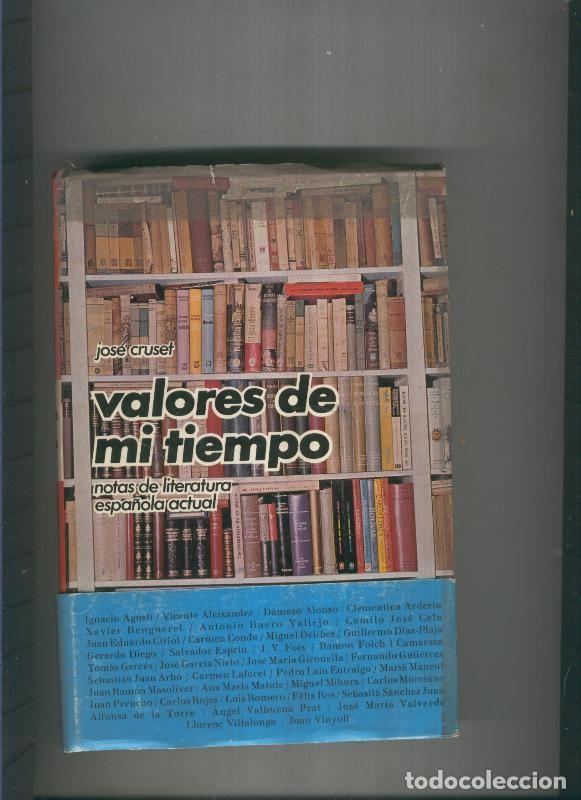 jose cruset
valores de
mi tiempo
notas de literatura
española actual
Ignacio Agustí / Vicente Aleixandre / Dámaso Alonso / Clementina Arderiu
Xavier Benguerel / Antonio Buero Vallejo / Camilo José Cela
Juan Eduardo Cirlot / Carmen Conde / Miguel Delibes / Guillermo Díaz-Plaja
Gerardo Diego / Salvador Espriu / J. V. Foix / Ramón Folch i Camarasa
Tomás Garcés / José García Nieto / José María Gironella / Fernando Gutiérrez
Sebastián Juan Arbó / Carmen Laforet / Pedro Laín Entralgo / Marià Manent
Juan Ramón Masoliver / Ana María Matute / Miguel Mihura / Carlos Murciano
Juan Perucho / Carlos Rojas / Luis Romero / Félix Ros / Sebastià Sánchez Juan
Alfonsa de la Torre / Ángel Valbuena Prat / José María Valverde
Llorenç Villalonga / Joan Vinyoli
todocoleccion